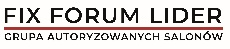 FIX FORUM LIDER
GRUPA AUTORYZOWANYCH SALONÓW